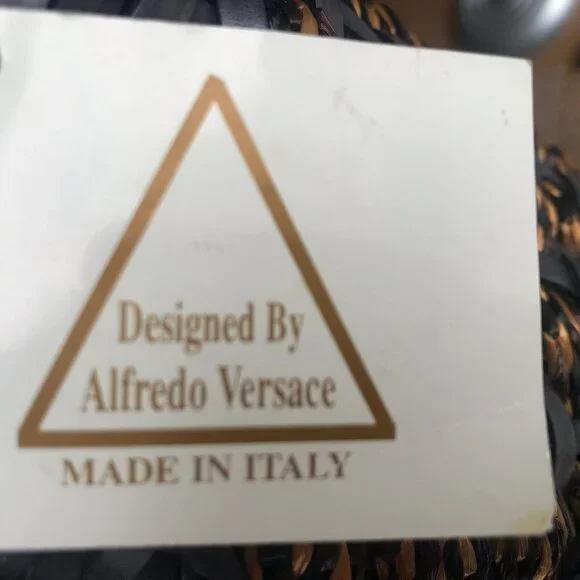 Designed By
Alfredo Versace
MADE IN ITALY